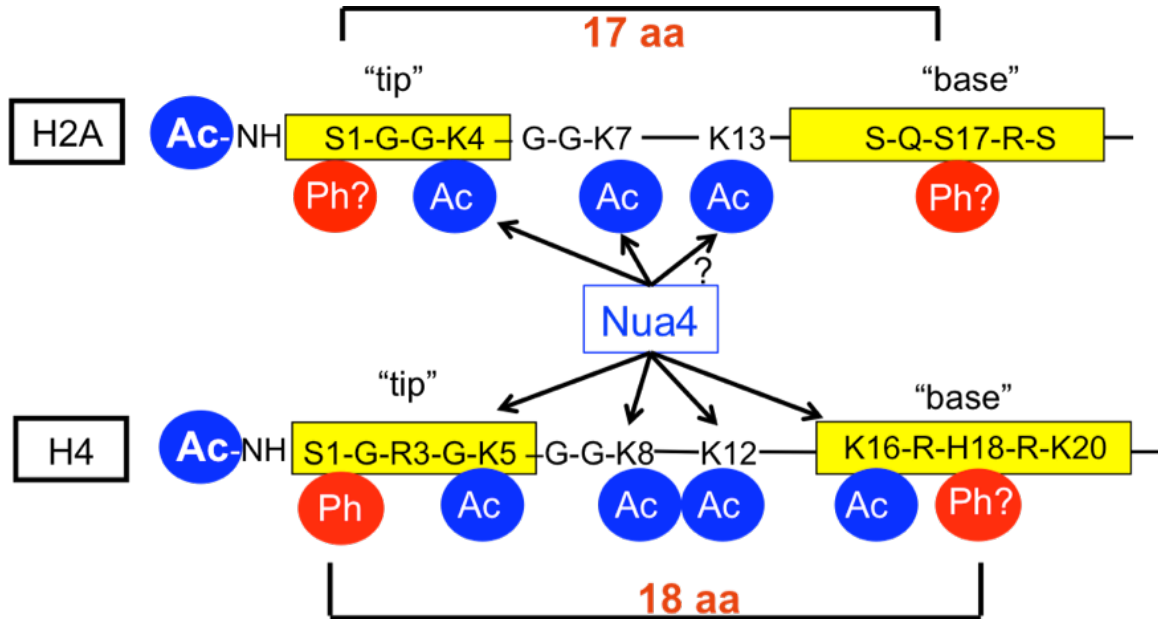 17 aa
“tip” “base”
H2A Ac-NH S1-G-G-K4 – G-G-K7 — K13 — S-Q-S17-R-S
Ph? Ac Ac Ac Ph?
?
Nua4
“tip” “base”
H4 Ac-NH S1-G-R3-G-K5 –G-G-K8 — K12 — K16-R-H18-R-K20
Ph Ac Ac Ac Ac Ph?
18 aa